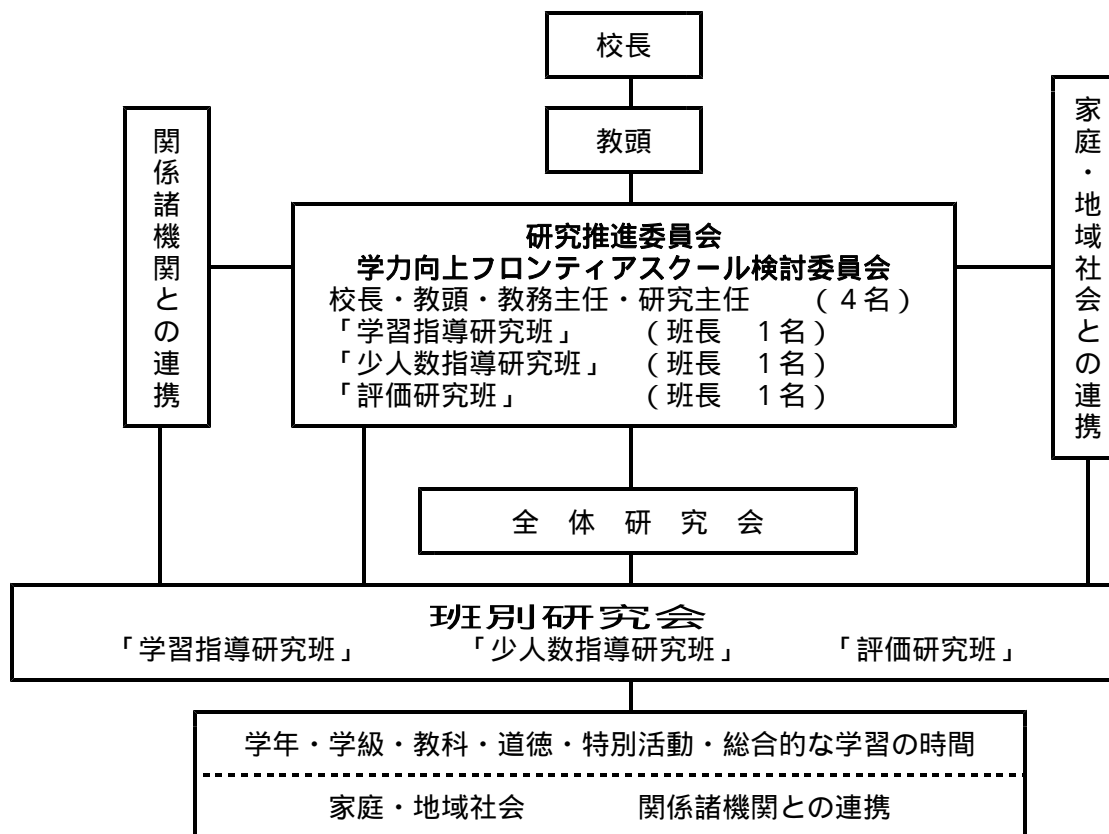 校長
教頭
関係諸機関との連携
家庭・地域社会との連携
研究推進委員会
学力向上フロンティアスクール検討委員会
校長・教頭・教務主任・研究主任　　（４名）
「学習指導研究班」　　（班長　１名）
「少人数指導研究班」　（班長　１名）
「評価研究班」　　　　（班長　１名）
全　体　研　究　会
班別研究会
「学習指導研究班」　　　「少人数指導研究班」　　　「評価研究班」
学年・学級・教科・道徳・特別活動・総合的な学習の時間
家庭・地域社会　　　　関係諸機関との連携